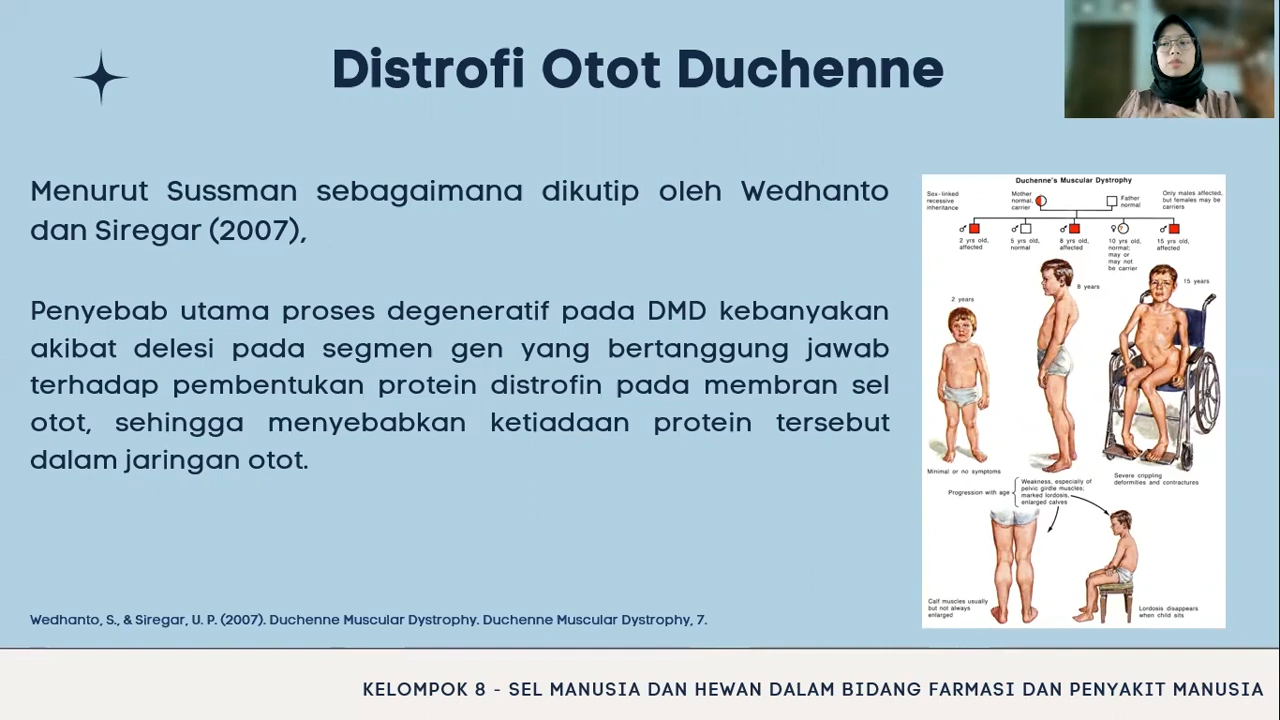 Distrofi Otot Duchenne
Menurut Sussman sebagaimana dikutip oleh Wedhanto
dan Siregar (2007),
Penyebab utama proses degeneratif pada DMD kebanyakan
akibat delesi pada segmen gen yang bertanggung jawab
terhadap pembentukan protein distrofin pada membran sel
otot, sehingga menyebabkan ketiadaan protein tersebut
dalam jaringan otot.
Wedhanto, S., & Siregar, U. P. (2007). Duchenne Muscular Dystrophy. Duchenne Muscular Dystrophy, 7.
Duchenne's Muscular Dystrophy
Sex-linked
recessive
inheritance
Mother
normal,
carrier
Father
normal
Only males affected,
but females may be
carriers
2 yrs old,
affected
5 yrs old,
normal
8 yrs old,
affected
10 yrs old,
normal;
may or
may not
be carrier
15 yrs old,
affected
2 years
8 years
15 years
Minimal or no symptoms
Severe crippling
deformities and contractures
Progression with age
Weakness, especially of
pelvic girdle muscles;
marked lordosis,
enlarged calves
Calf muscles usually
but not always
enlarged
Lordosis disappears
when child sits
KELOMPOK 8 - SEL MANUSIA DAN HEWAN DALAM BIDANG FARMASI DAN PENYAKIT MANUSIA